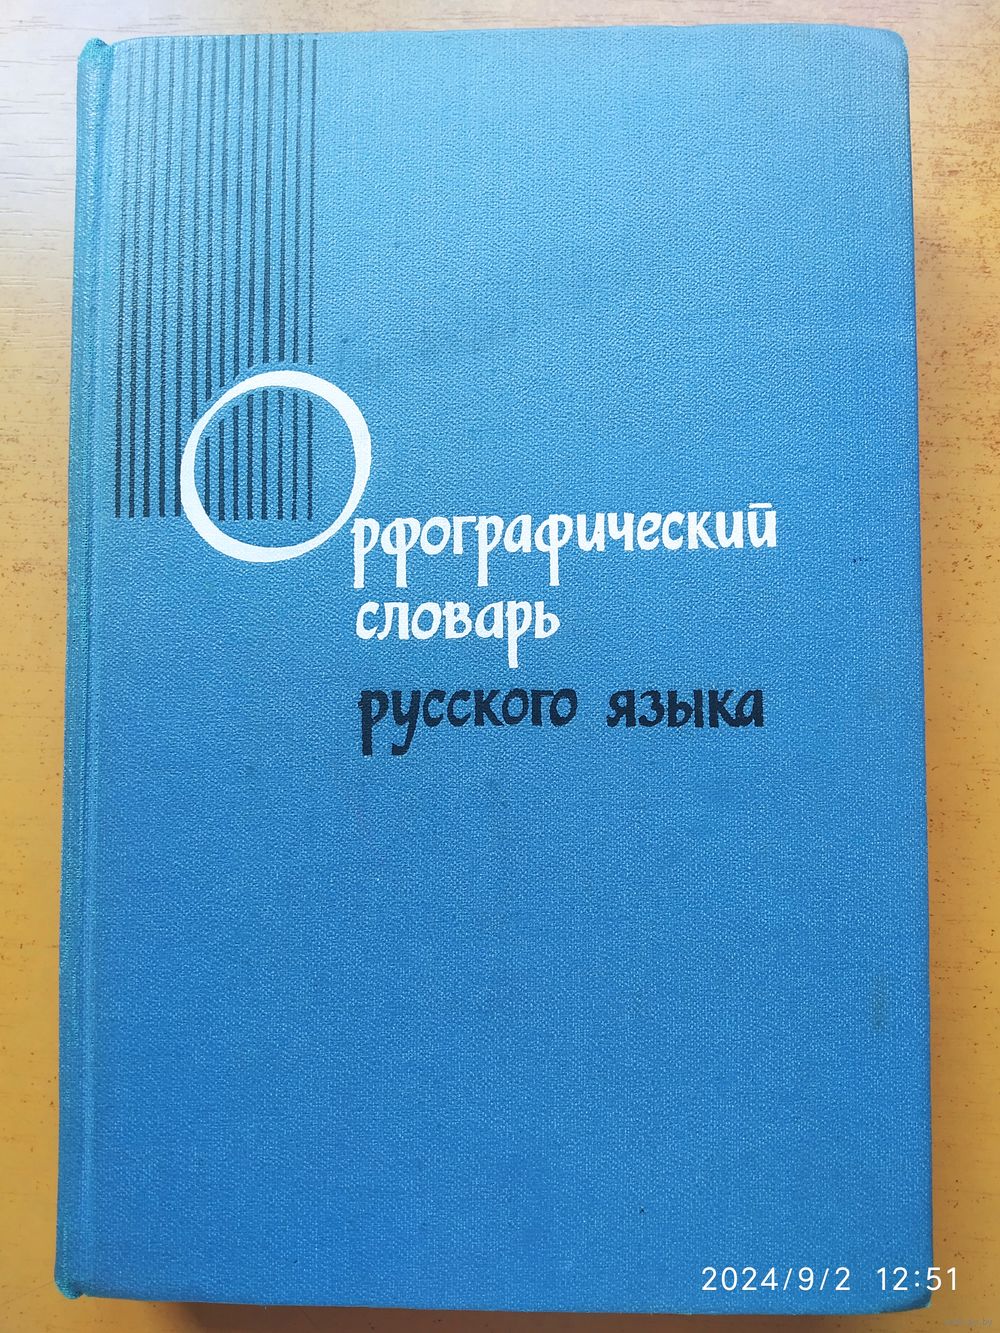 Орфографический
словарь
русского языка
2024/9/2 12:51